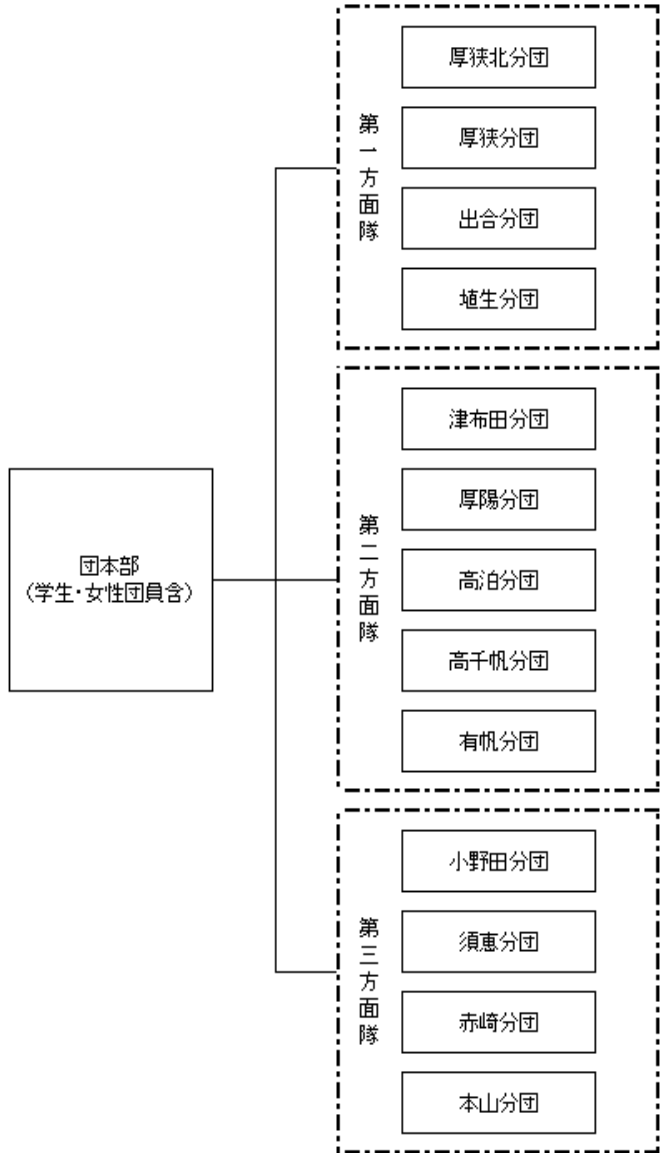 団本部
(学生・女性団員含)
第一方面隊
厚狭北分団
厚狭分団
出合分団
埴生分団
第二方面隊
津布田分団
厚陽分団
高泊分団
高千帆分団
有帆分団
第三方面隊
小野田分団
須恵分団
赤崎分団
本山分団